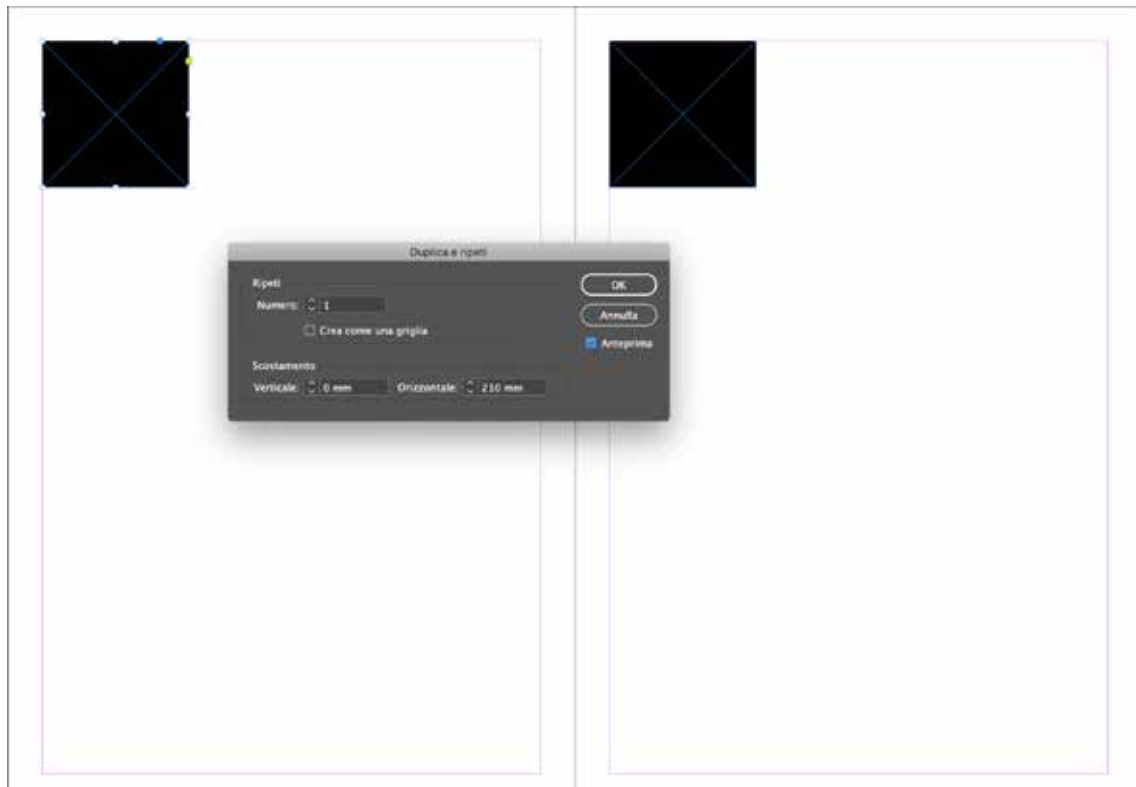 Duplica e ripeti
Ripeti
Numero: 1
Crea come una griglia
Scostamento
Verticale: 0 mm Orizzontale: 210 mm
OK
Annulla
Anteprima